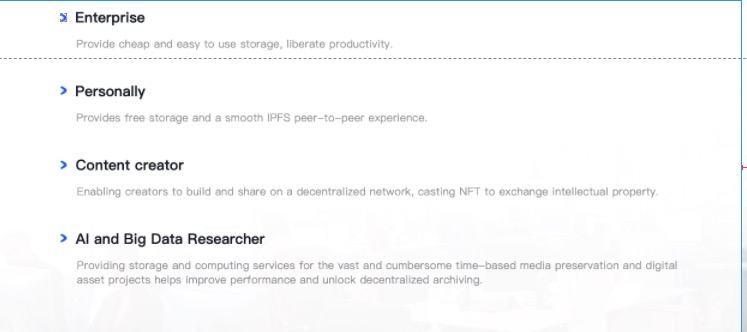 Enterprise
Provide cheap and easy to use storage, liberate productivity.
Personally
Provides free storage and a smooth IPFS peer-to-peer experience.
Content creator
Enabling creators to build and share on a decentralized network, casting NFT to exchange intellectual property.
AI and Big Data Researcher
Providing storage and computing services for the vast and cumbersome time-based media preservation and digital
asset projects helps improve performance and unlock decentralized archiving.